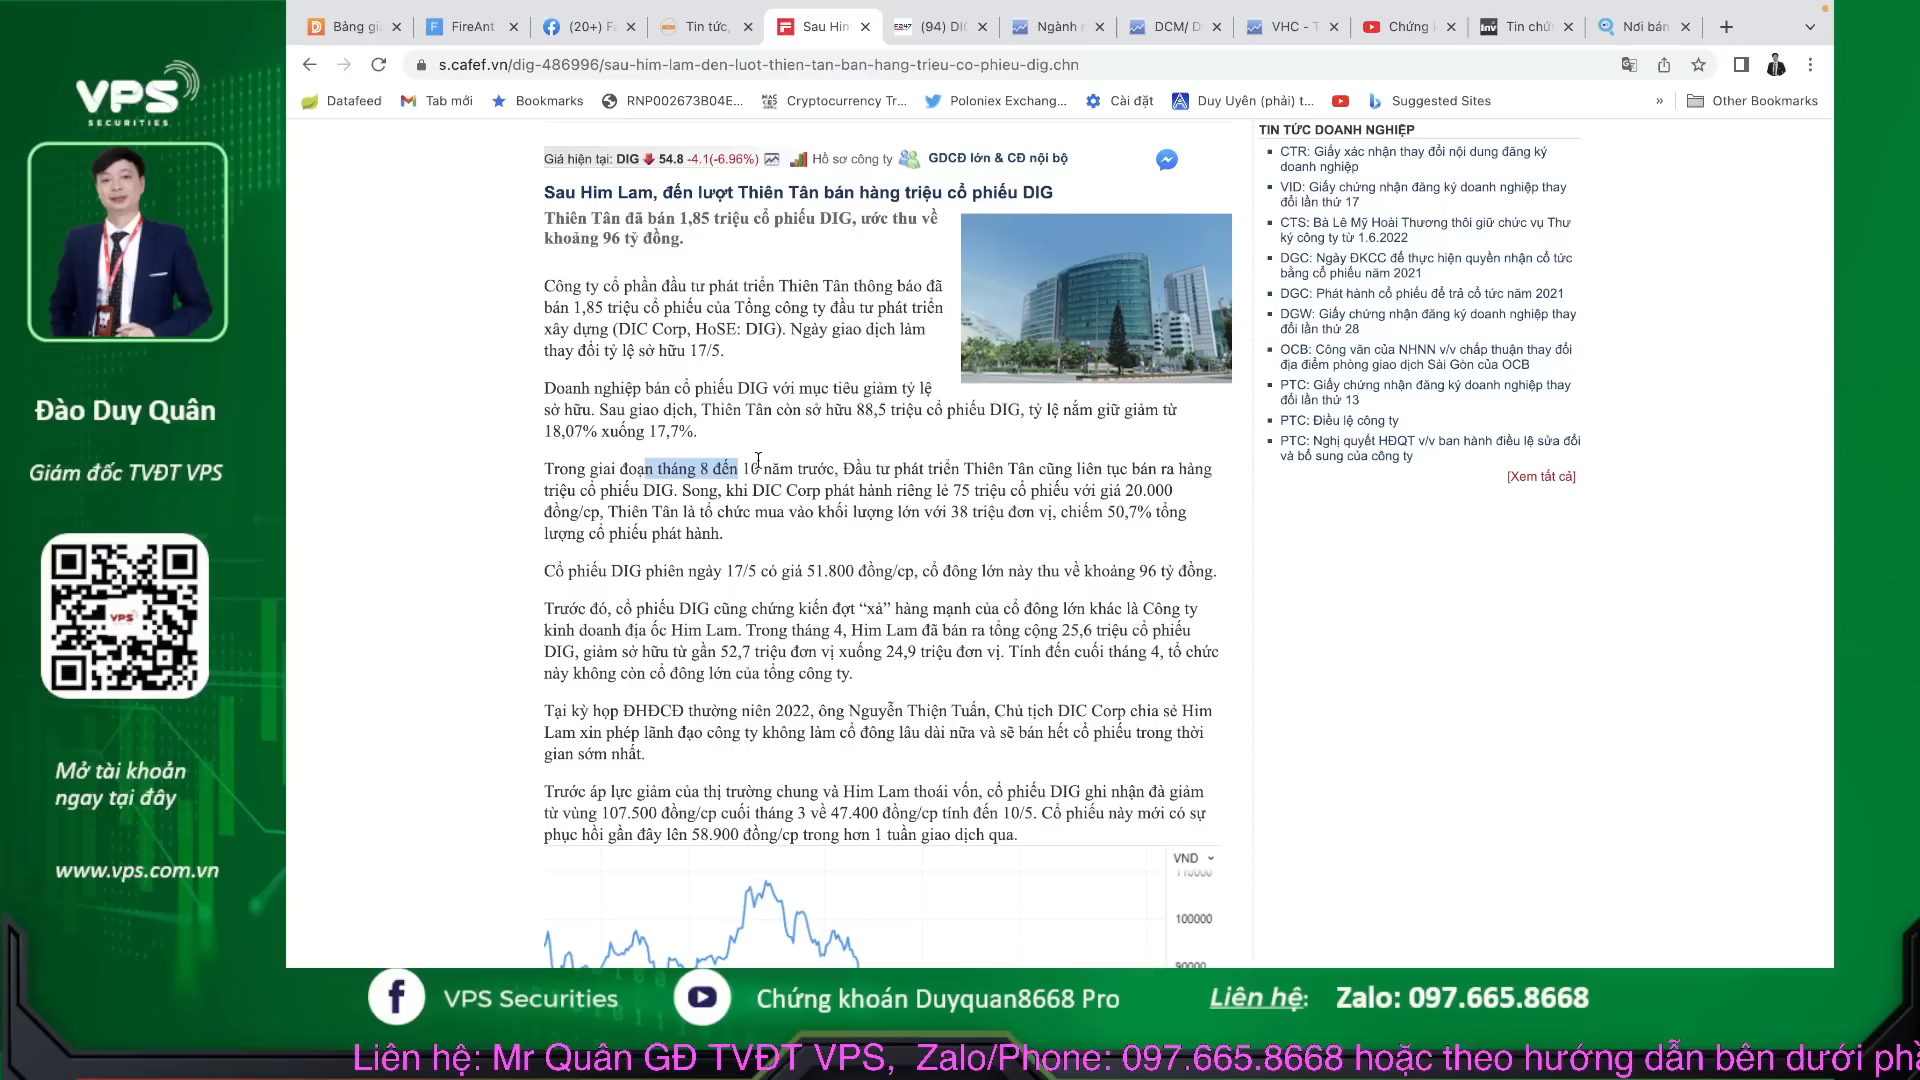 Bảng gi
FireAnt
(20+) F
Tin tức,
Sau Him
(94) DI
Ngành
DCM/ D
VHC - T
Chứng
Tin chứ
Nơi bán
s.cafef.vn/dig-486996/sau-him-lam-den-luot-thien-tan-ban-hang-trieu-co-phieu-dig.chn
Datafeed
Tab mới
Bookmarks
RNP002673B04E...
Cryptocurrency Tr...
Poloniex Exchang...
Cài đặt
Duy Uyên (phải) t...
Suggested Sites
»
Other Bookmarks
VPS
SECURITIES
Đào Duy Quân
Giám đốc TVĐT VPS
VPS
Mở tài khoản
ngay tại đây
www.vps.com.vn
Giá hiện tại: DIG 54.8 -4.1(-6.96%) Hồ sơ công ty GDCĐ lớn & CĐ nội bộ
Sau Him Lam, đến lượt Thiên Tân bán hàng triệu cổ phiếu DIG
Thiên Tân đã bán 1,85 triệu cổ phiếu DIG, ước thu về
khoảng 96 tỷ đồng.
Công ty cổ phần đầu tư phát triển Thiên Tân thông báo đã
bán 1,85 triệu cổ phiếu của Tổng công ty đầu tư phát triển
xây dựng (DIC Corp, HoSE: DIG). Ngày giao dịch làm
thay đổi tỷ lệ sở hữu 17/5.
Doanh nghiệp bán cổ phiếu DIG với mục tiêu giảm tỷ lệ
sở hữu. Sau giao dịch, Thiên Tân còn sở hữu 88,5 triệu cổ phiếu DIG, tỷ lệ nắm giữ giảm từ
18,07% xuống 17,7%.
Trong giai đoạn tháng 8 đến 10 năm trước, Đầu tư phát triển Thiên Tân cũng liên tục bán ra hàng
triệu cổ phiếu DIG. Song, khi DIC Corp phát hành riêng lẻ 75 triệu cổ phiếu với giá 20.000
đồng/cp, Thiên Tân là tổ chức mua vào khối lượng lớn với 38 triệu đơn vị, chiếm 50,7% tổng
lượng cổ phiếu phát hành.
Cổ phiếu DIG phiên ngày 17/5 có giá 51.800 đồng/cp, cổ đông lớn này thu về khoảng 96 tỷ đồng.
Trước đó, cổ phiếu DIG cũng chứng kiến đợt “xả” hàng mạnh của cổ đông lớn khác là Công ty
kinh doanh địa ốc Him Lam. Trong tháng 4, Him Lam đã bán ra tổng cộng 25,6 triệu cổ phiếu
DIG, giảm sở hữu từ gần 52,7 triệu đơn vị xuống 24,9 triệu đơn vị. Tính đến cuối tháng 4, tổ chức
này không còn cổ đông lớn của tổng công ty.
Tại kỳ họp ĐHĐCĐ thường niên 2022, ông Nguyễn Thiện Tuấn, Chủ tịch DIC Corp chia sẻ Him
Lam xin phép lãnh đạo công ty không làm cổ đông lâu dài nữa và sẽ bán hết cổ phiếu trong thời
gian sớm nhất.
Trước áp lực giảm của thị trường chung và Him Lam thoái vốn, cổ phiếu DIG ghi nhận đà giảm
từ vùng 107.500 đồng/cp cuối tháng 3 về 47.400 đồng/cp tính đến 10/5. Cổ phiếu này mới có sự
phục hồi gần đây lên 58.900 đồng/cp trong hơn 1 tuần giao dịch qua.
VND
110000
100000
90000
TIN TỨC DOANH NGHIỆP
CTR: Giấy xác nhận thay đổi nội dung đăng ký
doanh nghiệp
VID: Giấy chứng nhận đăng ký doanh nghiệp thay
đổi lần thứ 17
CTS: Bà Lê Mỹ Hoài Thương thôi giữ chức vụ Thư
ký công ty từ 1.6.2022
DGC: Ngày ĐKCC để thực hiện quyền nhận cổ tức
bằng cổ phiếu năm 2021
DGC: Phát hành cổ phiếu để trả cổ tức năm 2021
DGW: Giấy chứng nhận đăng ký doanh nghiệp thay
đổi lần thứ 28
OCB: Công văn của NHNN v/v chấp thuận thay đổi
địa điểm phòng giao dịch Sài Gòn của OCB
PTC: Giấy chứng nhận đăng ký doanh nghiệp thay
đổi lần thứ 13
PTC: Điều lệ công ty
PTC: Nghị quyết HĐQT v/v ban hành điều lệ sửa đổi
và bổ sung của công ty
[Xem tất cả]
VPS Securities
Chứng khoán Duyquan8668 Pro
Liên hệ: Zalo: 097.665.8668
Liên hệ: Mr Quân GĐ TVĐT VPS, Zalo/Phone: 097.665.8668 hoặc theo hướng dẫn bên dưới ph